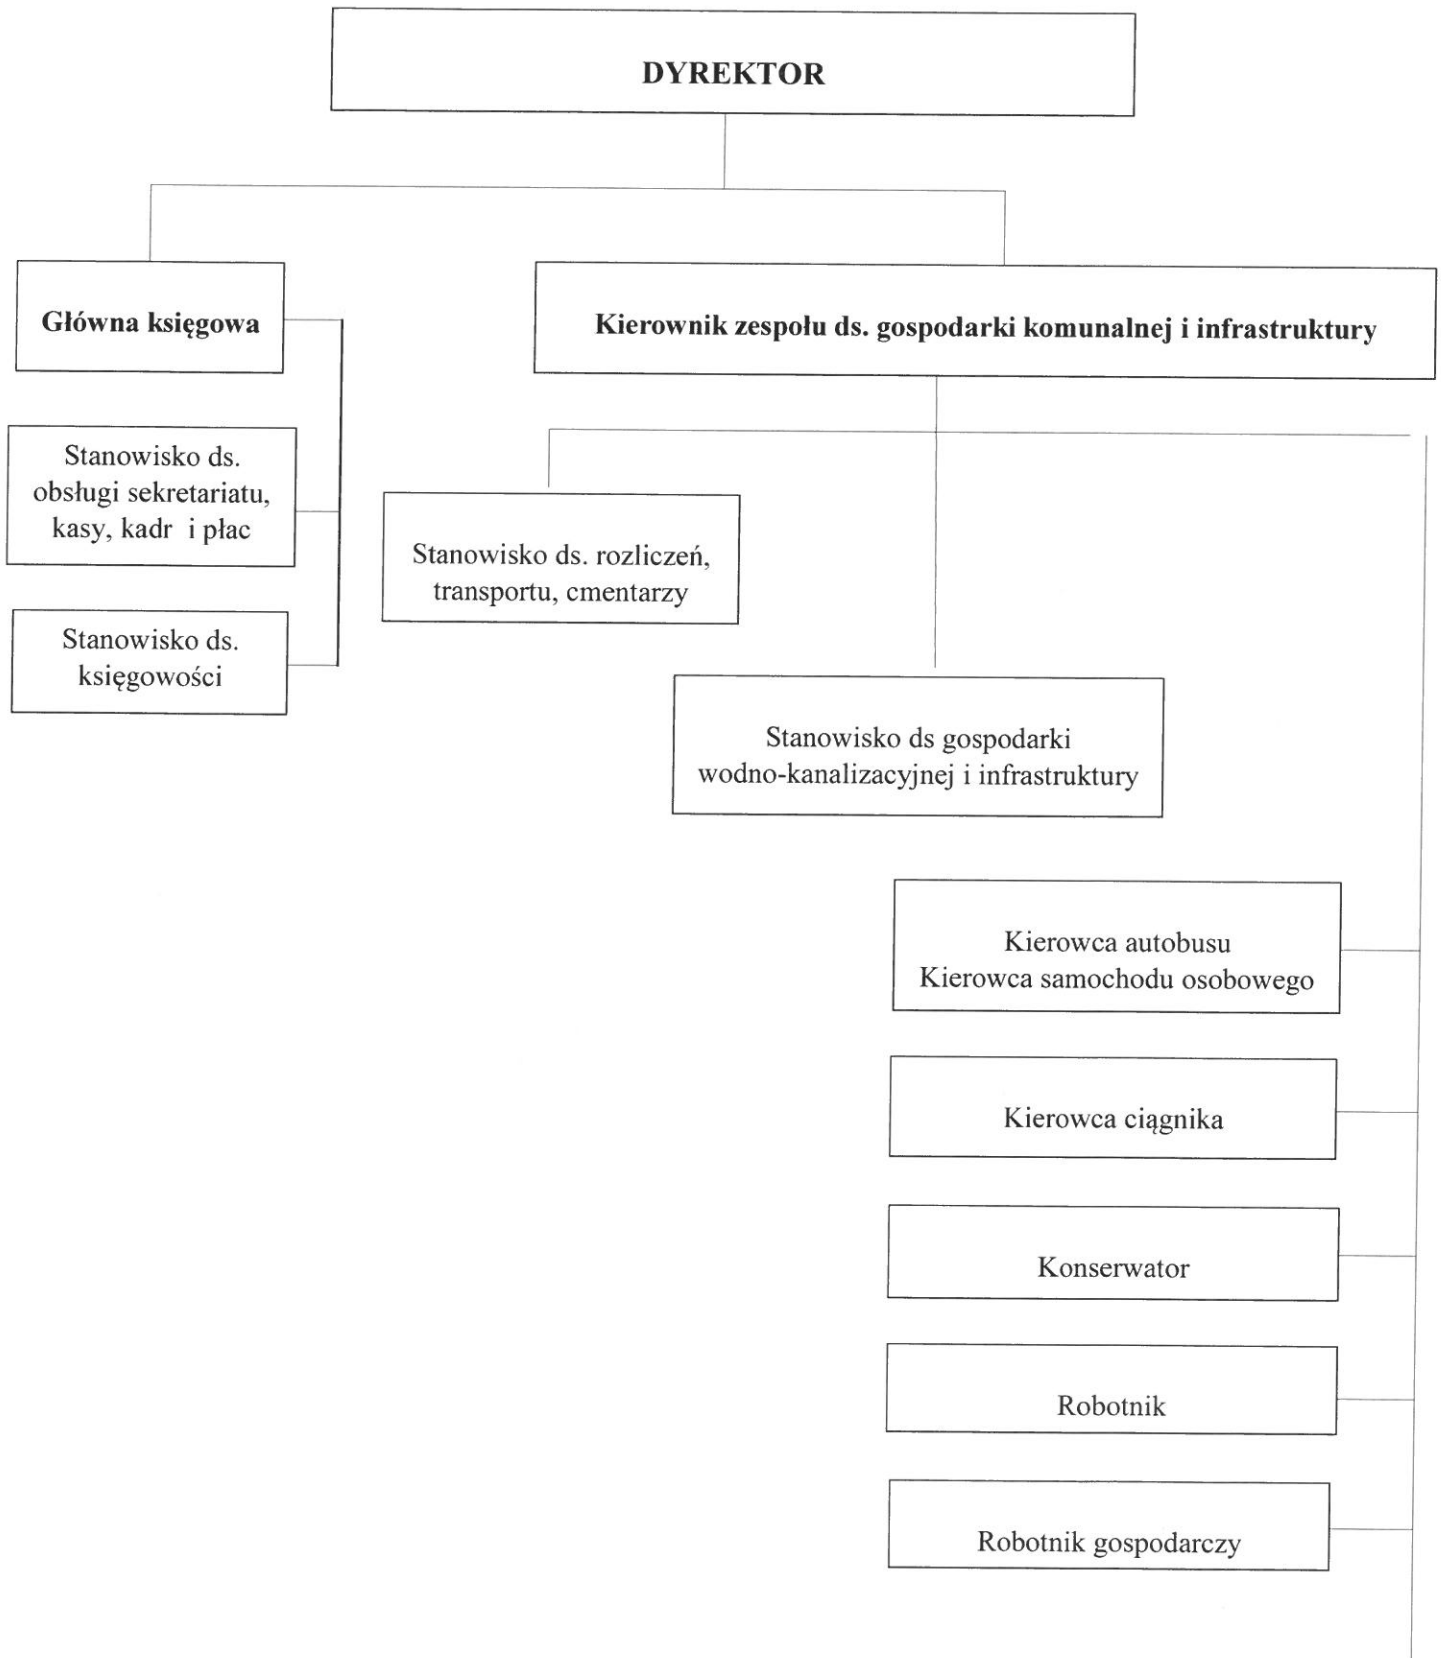 DYREKTOR
Główna księgowa
Kierownik zespołu ds. gospodarki komunalnej i infrastruktury
Stanowisko ds.
obsługi sekretariatu,
kasy, kadr i płac
Stanowisko ds. rozliczeń,
transportu, cmentarzy
Stanowisko ds.
księgowości
Stanowisko ds gospodarki
wodno-kanalizacyjnej i infrastruktury
Kierowca autobusu
Kierowca samochodu osobowego
Kierowca ciągnika
Konserwator
Robotnik
Robotnik gospodarczy